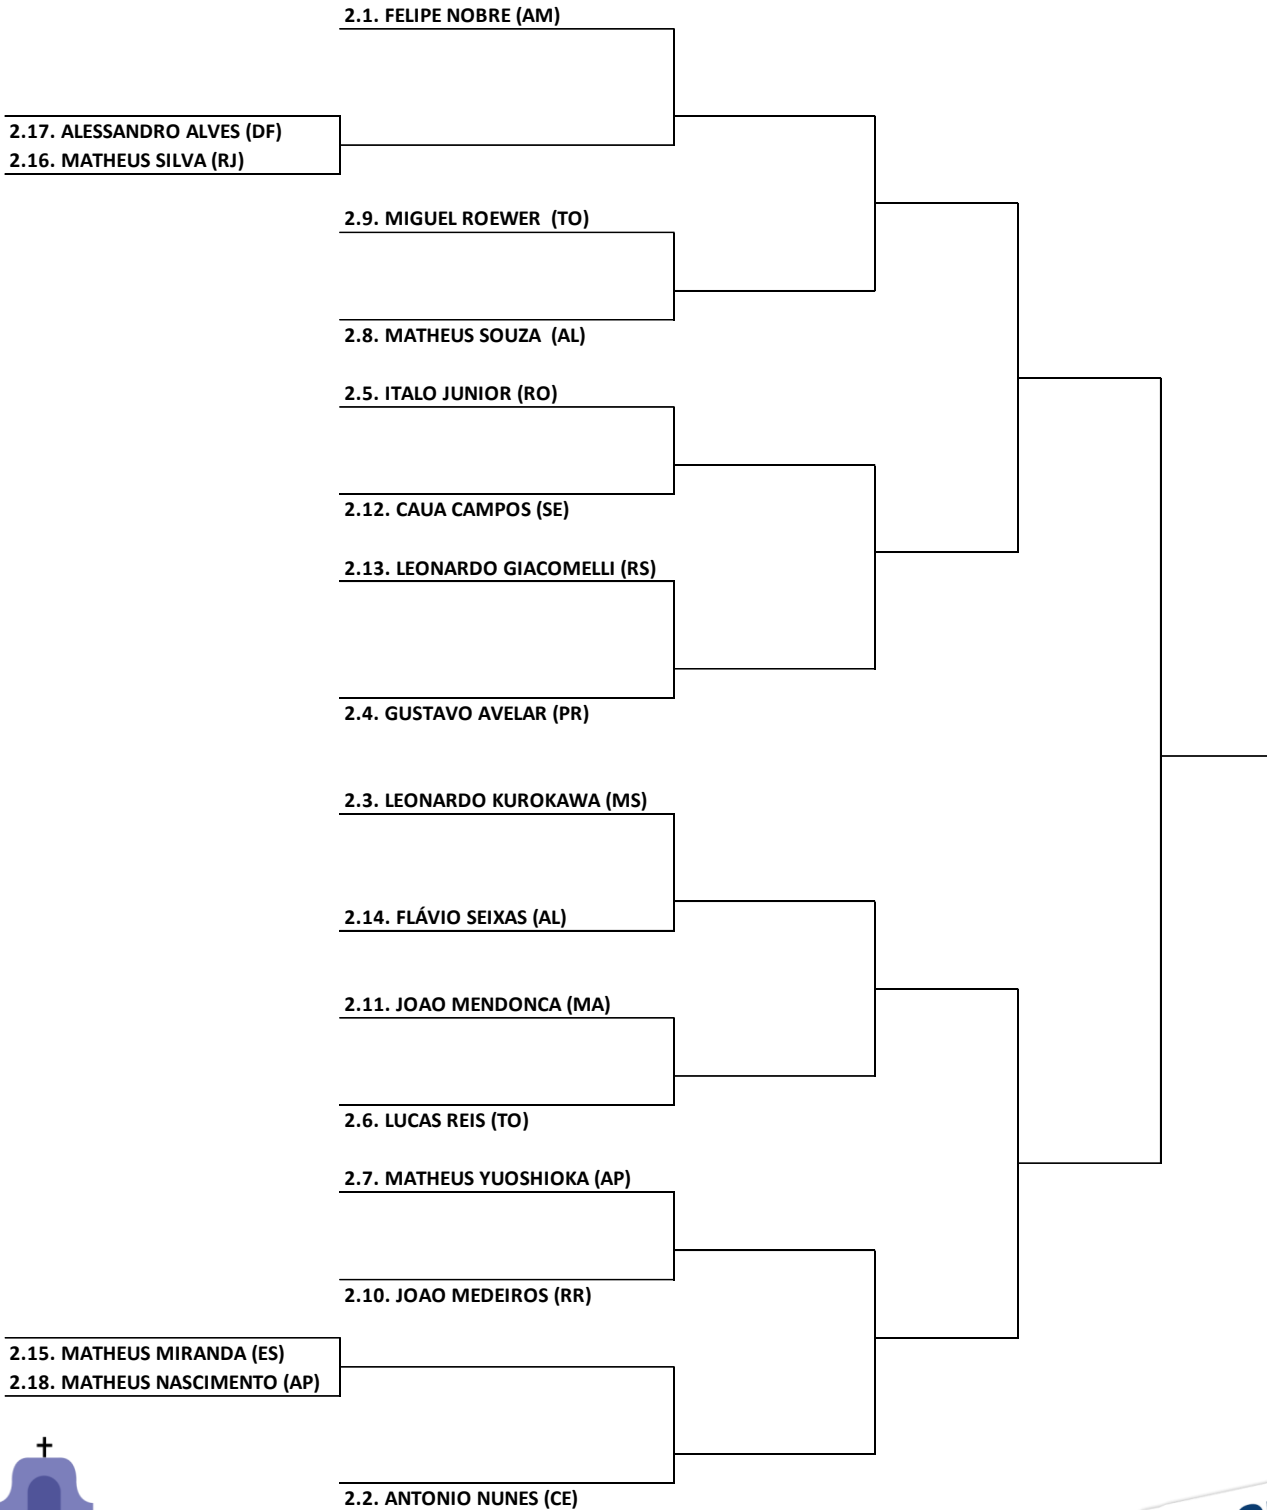 2.1. FELIPE NOBRE (AM)
2.17. ALESSANDRO ALVES (DF)
2.16. MATHEUS SILVA (RJ)
2.9. MIGUEL ROEWER (TO)
2.8. MATHEUS SOUZA (AL)
2.5. ITALO JUNIOR (RO)
2.12. CAUA CAMPOS (SE)
2.13. LEONARDO GIACOMELLI (RS)
2.4. GUSTAVO AVELAR (PR)
2.3. LEONARDO KUROKAWA (MS)
2.14. FLÁVIO SEIXAS (AL)
2.11. JOAO MENDONCA (MA)
2.6. LUCAS REIS (TO)
2.7. MATHEUS YUOSHIOKA (AP)
2.10. JOAO MEDEIROS (RR)
2.15. MATHEUS MIRANDA (ES)
2.18. MATHEUS NASCIMENTO (AP)
2.2. ANTONIO NUNES (CE)